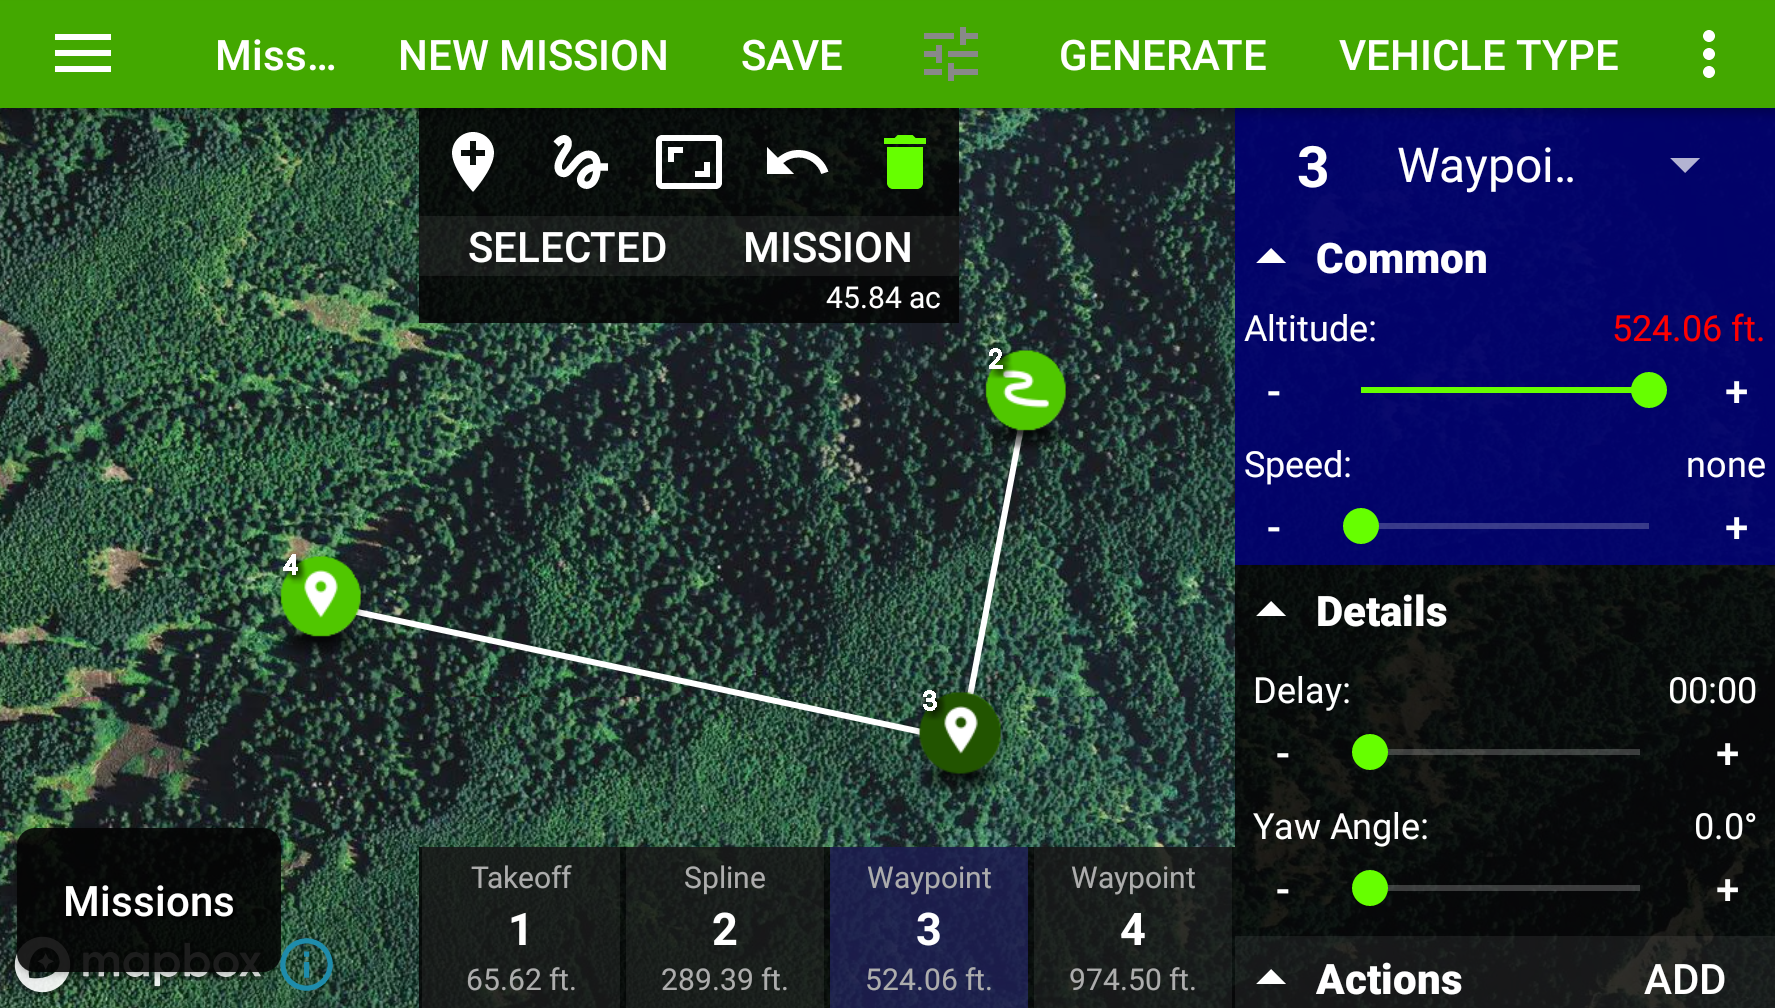 Miss... NEW MISSION SAVE GENERATE VEHICLE TYPE
SELECTED MISSION
45.84 ac
2
4
3
3 Waypoi..
Common
Altitude: 524.06 ft.
- +
Speed: none
- +
Details
Delay: 00:00
- +
Yaw Angle: 0.0°
- +
Actions ADD
Missions
mapbox
Takeoff
1
65.62 ft.
Spline
2
289.39 ft.
Waypoint
3
524.06 ft.
Waypoint
4
974.50 ft.